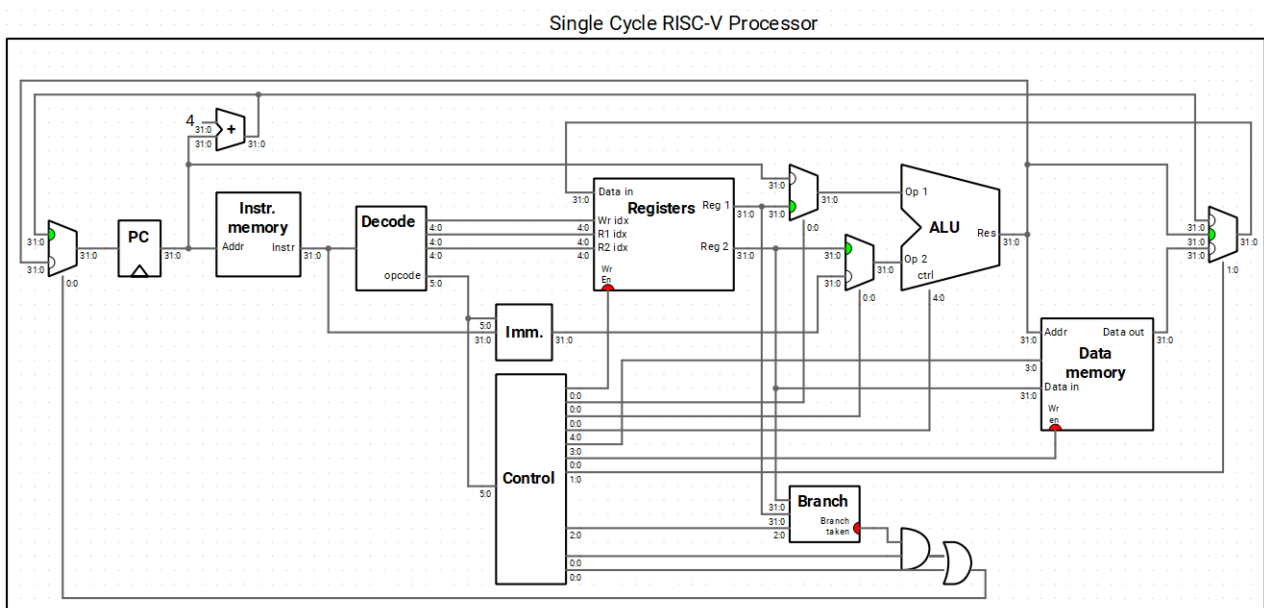 Single Cycle RISC-V Processor
4
31:0
31:0
+
31:0
31:0
31:0
31:0
0:0
PC
31:0
Instr.
memory
Addr
Instr
31:0
Decode
opcode
4:0
4:0
4:0
5:0
31:0
4:0
4:0
4:0
Data in
Registers
Reg 1
Wr idx
R1 idx
R2 idx
Reg 2
Wr
En
31:0
31:0
5:0
31:0
Imm.
31:0
31:0
31:0
31:0
0:0
31:0
31:0
31:0
0:0
Op 1
ALU
Res
Op 2
ctrl
31:0
4:0
31:0
3:0
31:0
Addr
Data out
Data
memory
Data in
Wr
en
31:0
31:0
31:0
31:0
31:0
1:0
5:0
Control
0:0
0:0
0:0
4:0
3:0
0:0
1:0
2:0
0:0
0:0
31:0
31:0
2:0
Branch
Branch
taken